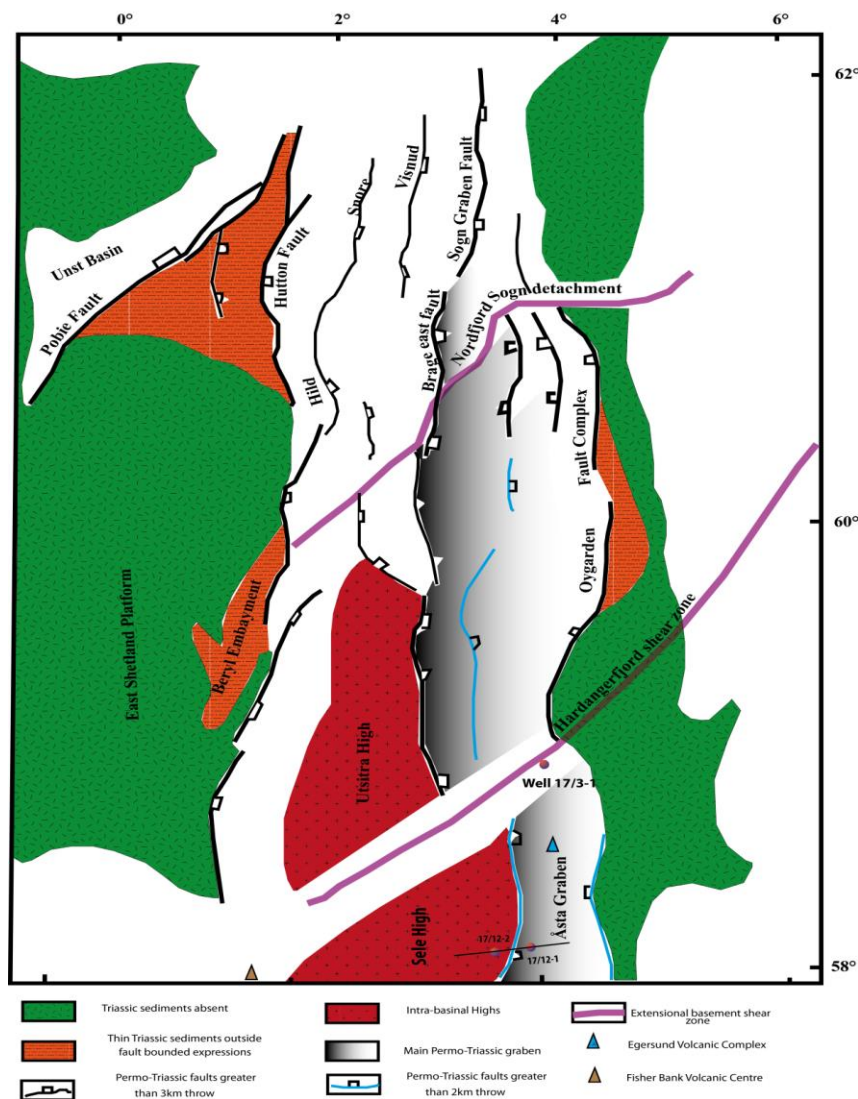 0°
2°
4°
6°
62°
60°
58°
Unst Basin
Pobie Fault
Hutton Fault
Snore
Visnud
Sogn Graben Fault
Hild
Brage east fault
Nordfjord Sogn detachment
Fault Complex
Oygarden
East Shetland Platform
Beryl Embayment
Utsitra High
Hardangerfjord shear zone
Well 17/3-1
Sele High
Åsta Graben
17/12-2
17/12-1
Triassic sediments absent
Thin Triassic sediments outside
fault bounded expressions
Permo-Triassic faults greater
than 3km throw
Intra-basinal Highs
Main Permo-Triassic graben
Permo-Triassic faults greater
than 2km throw
Extensional basement shear
zone
Egersund Volcanic Complex
Fisher Bank Volcanic Centre